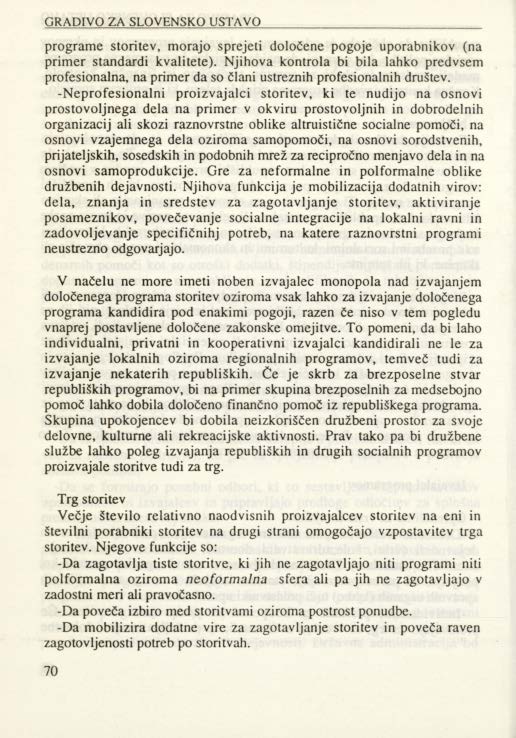 GRADIVO ZA SLOVENSKO USTAVO
programe storitev, morajo sprejeti določene pogoje uporabnikov (na
primer standardi kvalitete). Njihova kontrola bi bila lahko predvsem
profesionalna, na primer da so člani ustreznih profesionalnih društev.
-Neprofesionalni proizvajalci storitev, ki te nudijo na osnovi
prostovoljnega dela na primer v okviru prostovoljnih in dobrodelnih
organizacij ali skozi raznovrstne oblike altruistične socialne pomoči, na
osnovi vzajemnega dela oziroma samopomoči, na osnovi sorodstvenih,
prijateljskih, sosedskih in podobnih mrež za recipročno menjavo dela in na
osnovi samoprodukcije. Gre za neformalne in polformalne oblike
družbenih dejavnosti. Njihova funkcija je mobilizacija dodatnih virov:
dela, znanja in sredstev za zagotavljanje storitev, aktiviranje
posameznikov, povečevanje socialne integracije na lokalni ravni in
zadovoljevanje specifičnihj potreb, na katere raznovrstni programi
neustrezno odgovarjajo.
V načelu ne more imeti noben izvajalec monopola nad izvajanjem
določenega programa storitev oziroma vsak lahko za izvajanje določenega
programa kandidira pod enakimi pogoji, razen če niso v tem pogledu
vnaprej postavljene določene zakonske omejitve. To pomeni, da bi laho
individualni, privatni in kooperativni izvajalci kandidirali ne le za
izvajanje lokalnih oziroma regionalnih programov, temveč tudi za
izvajanje nekaterih republiških. Če je skrb za brezposelne stvar
republiških programov, bi na primer skupina brezposelnih za medsebojno
pomoč lahko dobila določeno finančno pomoč iz republiškega programa.
Skupina upokojencev bi dobila neizkoriščen družbeni prostor za svoje
delovne, kulturne ali rekreacijske aktivnosti. Prav tako pa bi družbene
službe lahko poleg izvajanja republiških in drugih socialnih programov
proizvajale storitve tudi za trg.
Trg storitev
Večje število relativno naodvisnih proizvajalcev storitev na eni in
številni porabniki storitev na drugi strani omogočajo vzpostavitev trga
storitev. Njegove funkcije so:
-Da zagotavlja tiste storitve, ki jih ne zagotavljajo niti programi niti
polformalna oziroma neoformalna sfera ali pa jih ne zagotavljajo v
zadostni meri ali pravočasno.
-Da poveča izbiro med storitvami oziroma postrost ponudbe.
-Da mobilizira dodatne vire za zagotavljanje storitev in poveča raven
zagotovljenosti potreb po storitvah.
70